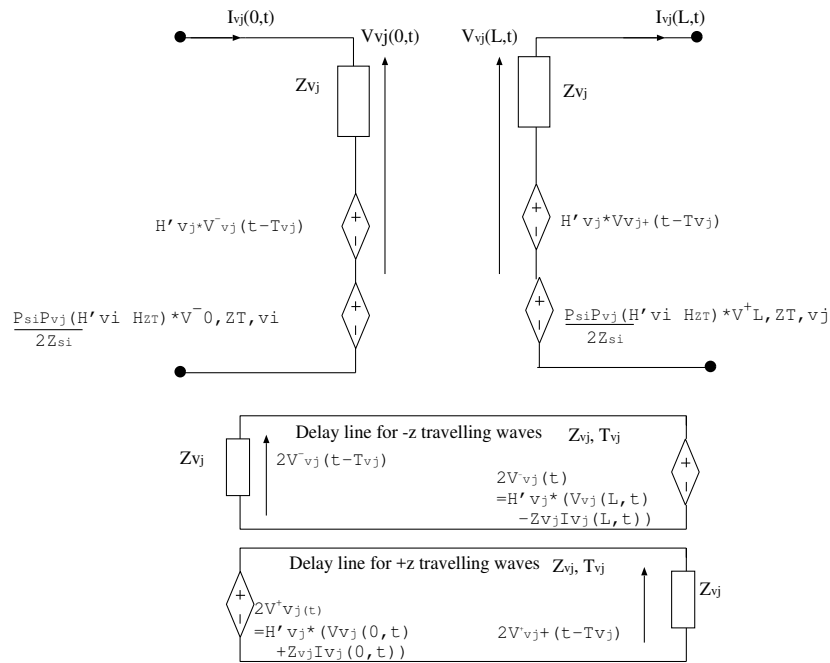 Ivj(0,t)
Vvj(0,t)
Vvj(L,t)
Ivj(L,t)
Zvj
Zvj
+
−
H'vj*V⁻vj(t-Tvj)
+
−
H'vj*Vvj+(t-Tvj)
+
−
PsiPvj(H'vi HZT)*V⁻0,ZT,vi
2Zsi
+
−
PsiPvj(H'vi HZT)*V⁺L,ZT,vj
2Zsi
Delay line for -z travelling waves Zvj, Tvj
Zvj
2V⁻vj(t-Tvj)
2V⁻vj(t)
=H'vj*(Vvj(L,t)
-ZvjIvj(L,t))
+
−
Delay line for +z travelling waves Zvj, Tvj
Zvj
+
−
2V⁺vj(t)
=H'vj*(Vvj(0,t)
+ZvjIvj(0,t))
2V⁺vj+(t-Tvj)